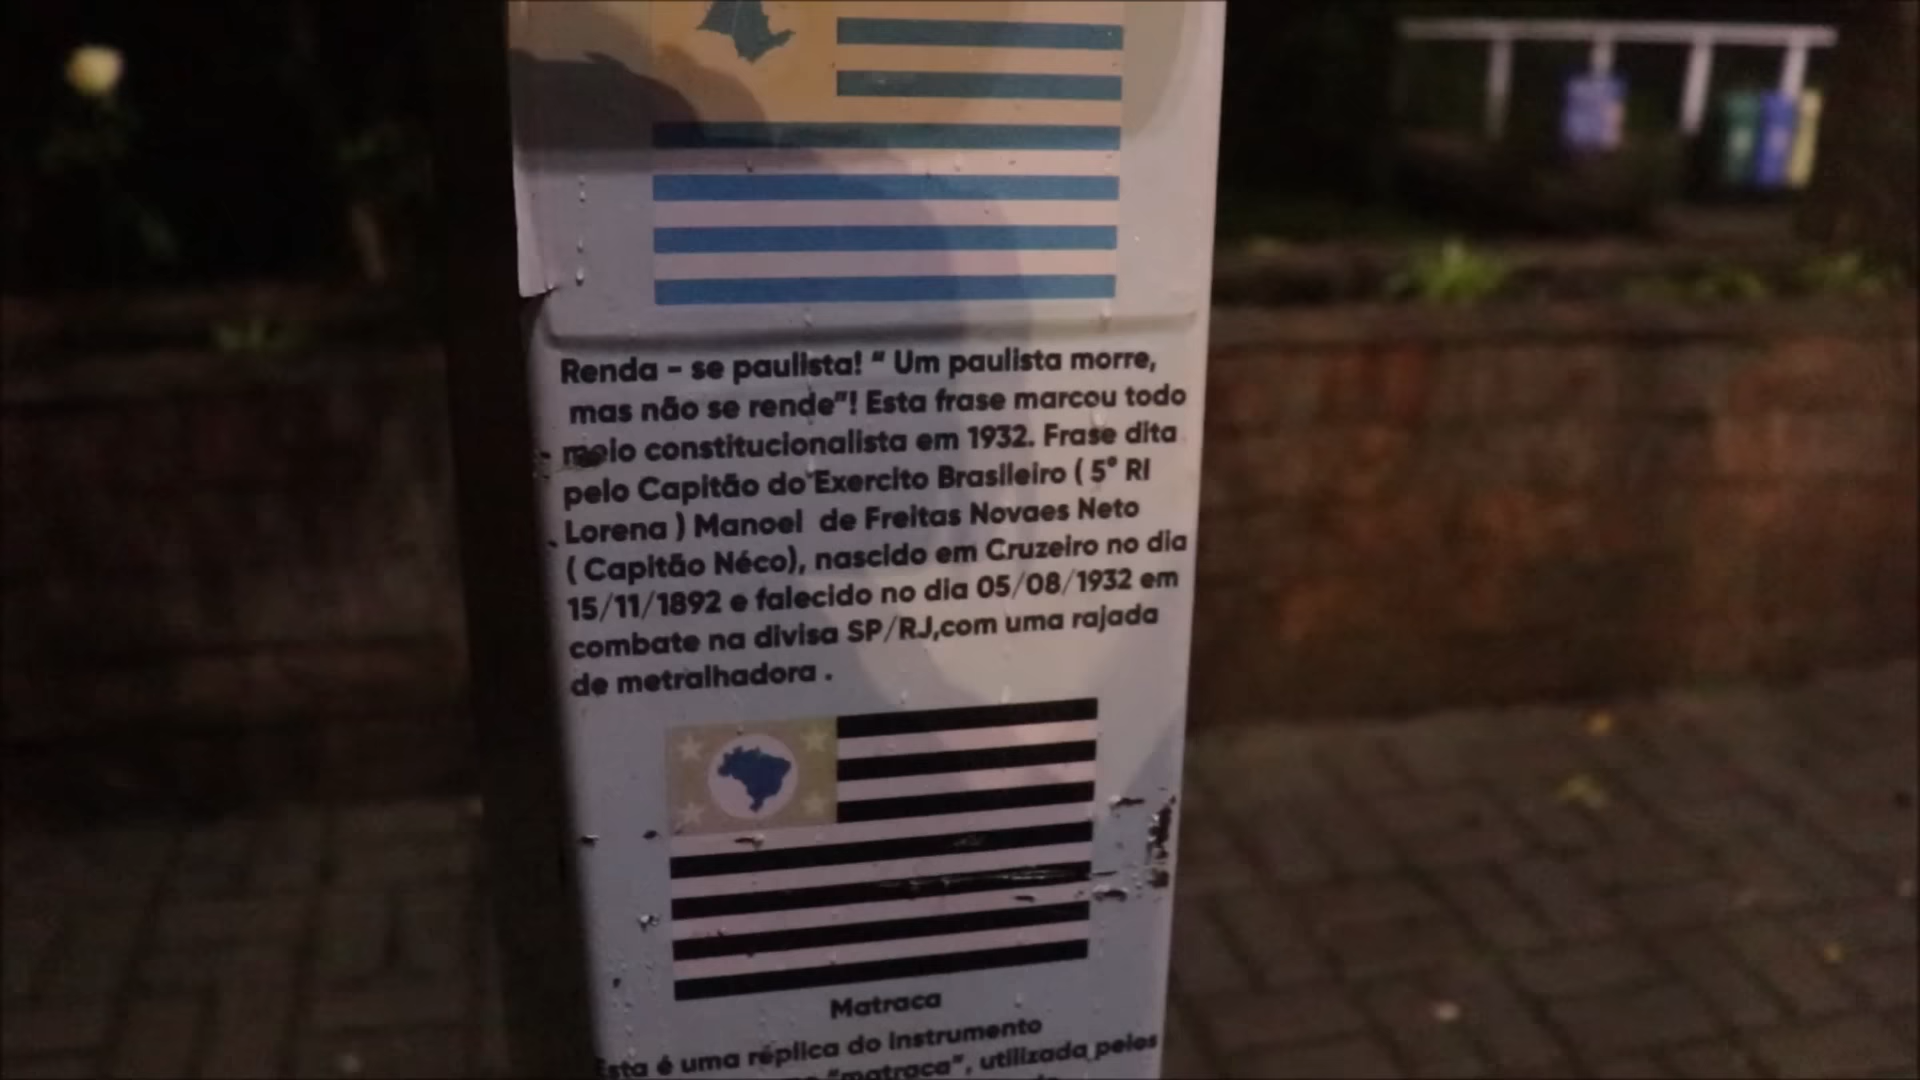 Renda - se paulista! “ Um paulista morre,
mas não se rende”! Esta frase marcou todo
meio constitucionalista em 1932. Frase dita
pelo Capitão do Exercito Brasileiro ( 5° RI
Lorena ) Manoel de Freitas Novaes Neto
( Capitão Néco), nascido em Cruzeiro no dia
15/11/1892 e falecido no dia 05/08/1932 em
combate na divisa SP/RJ,com uma rajada
de metralhadora .
Matraca
Esta é uma réplica do instrumento
“matraca”, utilizada pelos